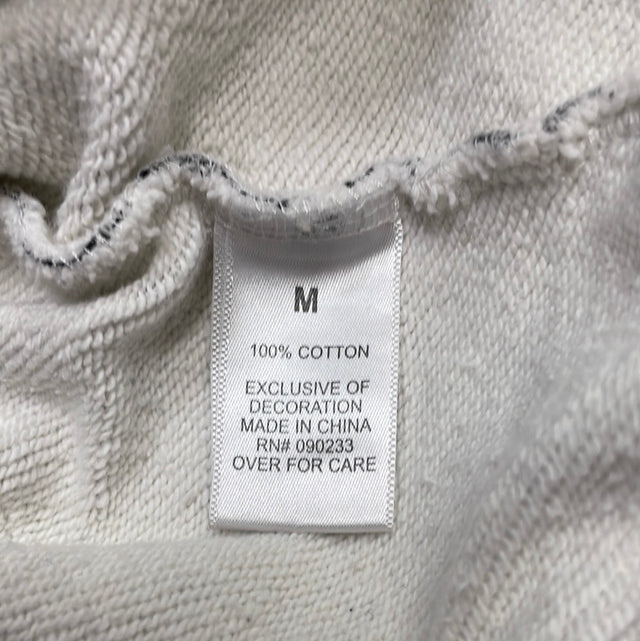 M
100% COTTON
EXCLUSIVE OF
DECORATION
MADE IN CHINA
RN# 090233
OVER FOR CARE